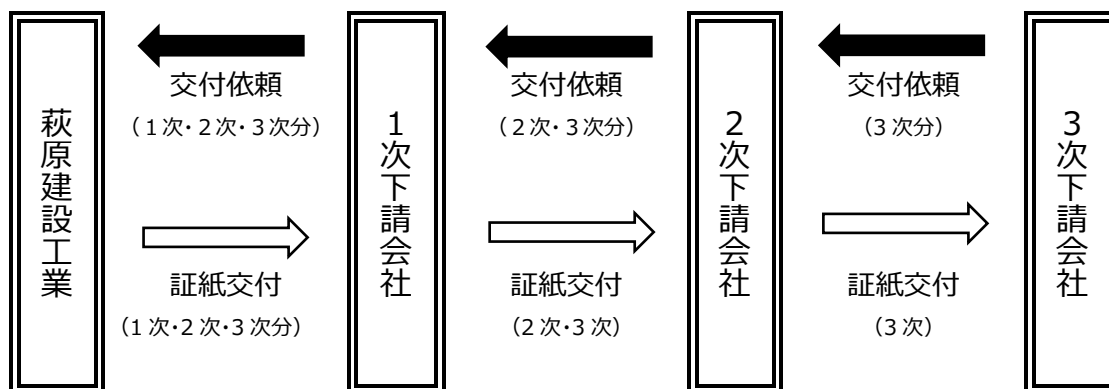 萩原建設工業
交付依頼
（1次・2次・3次分）
証紙交付
（1次・2次・3次分）
1次下請会社
交付依頼
（2次・3次分）
証紙交付
（2次・3次）
2次下請会社
交付依頼
（3次分）
証紙交付
（3次）
3次下請会社